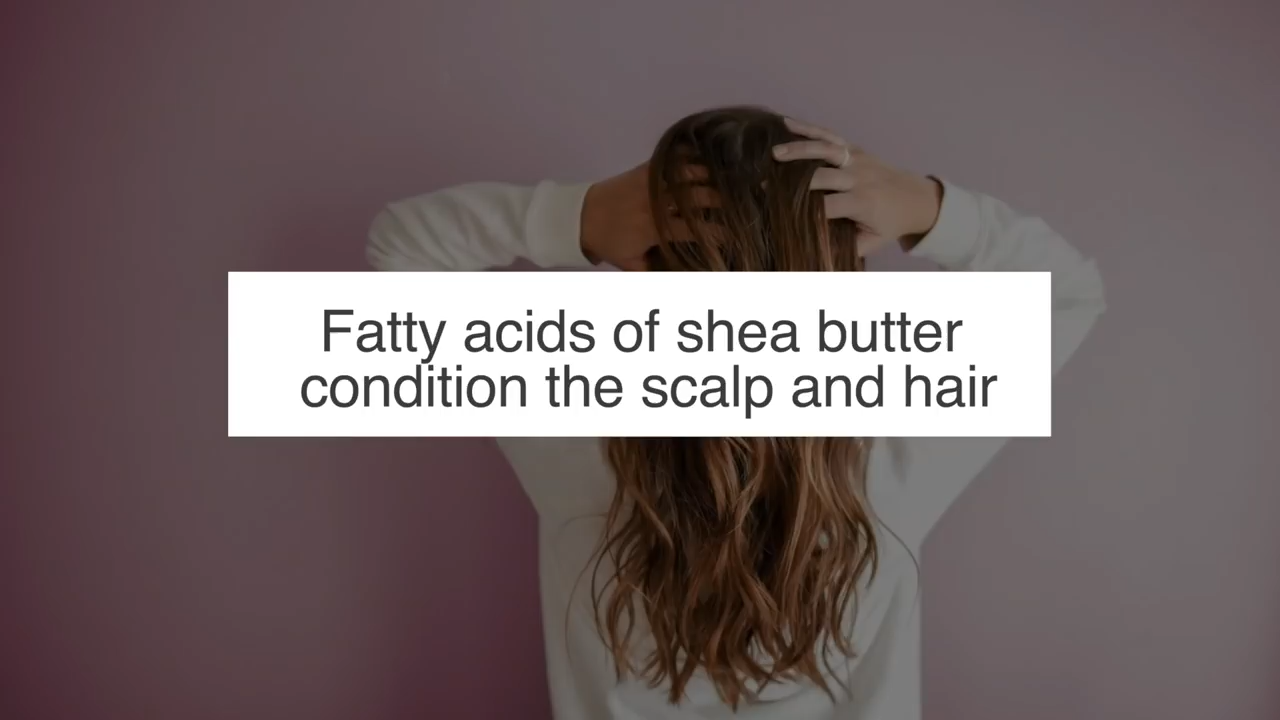 Fatty acids of shea butter
condition the scalp and hair